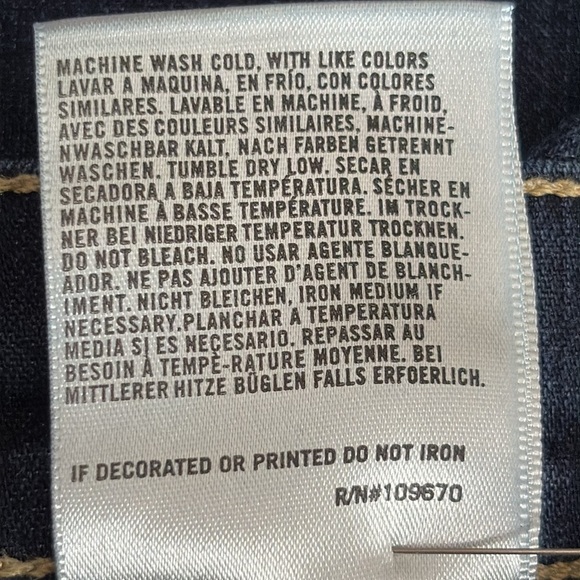 MACHINE WASH COLD, WITH LIKE COLORS
LAVAR A MAQUINA, EN FRÍO, CON COLORES
SIMILARES. LAVABLE EN MACHINE, À FROID,
AVEC DES COULEURS SIMILAIRES, MACHINE-
NWASCHBAR KALT, NACH FARBEN GETRENNT
WASCHEN. TUMBLE DRY LOW. SECAR EN
SECADORA A BAJA TEMPÉRATURA. SÉCHER EN
MACHINE À BASSE TEMPÉRATURE. IM TROCK-
NER BEI NIEDRIGER TEMPERATUR TROCKNEN.
DO NOT BLEACH. NO USAR AGENTE BLANQUE-
ADOR. NE PAS AJOUTER D'AGENT DE BLANCH-
IMENT. NICHT BLEICHEN, IRON MEDIUM IF
NECESSARY.PLANCHAR A TEMPERATURA
MEDIA SI ES NECESARIO. REPASSAR AU
BESOIN À TEMPÈ-RATURE MOYENNE. BEI
MITTLERER HITZE BÜGLEN FALLS ERFOERLICH.
IF DECORATED OR PRINTED DO NOT IRON
R/N#109670